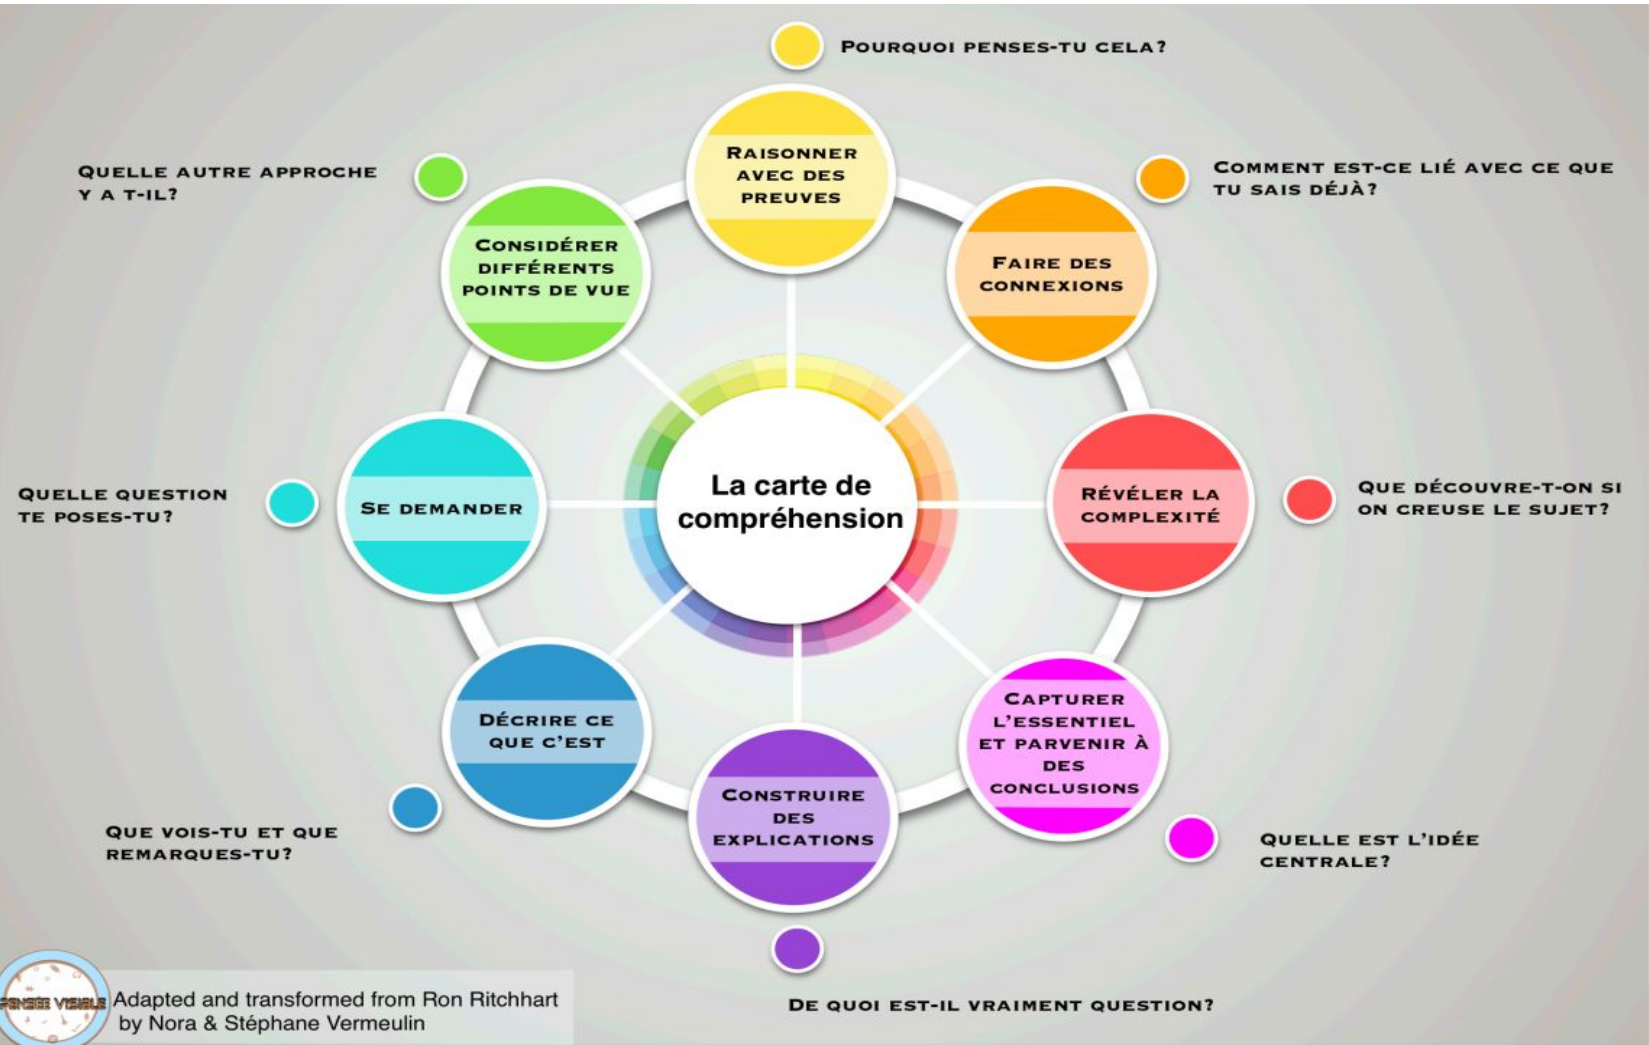 POURQUOI PENSES-TU CELA?
RAISONNER
AVEC DES
PREUVES
COMMENT EST-CE LIÉ AVEC CE QUE
TU SAIS DÉJÀ?
FAIRE DES
CONNEXIONS
QUE DÉCOUVRE-T-ON SI
ON CREUSE LE SUJET?
RÉVÉLER LA
COMPLEXITÉ
CAPTURER
L'ESSENTIEL
ET PARVENIR À
DES
CONCLUSIONS
QUELLE EST L'IDÉE
CENTRALE?
CONSTRUIRE
DES
EXPLICATIONS
DE QUOI EST-IL VRAIMENT QUESTION?
DÉCRIRE CE
QUE C'EST
QUE VOIS-TU ET QUE
REMARQUES-TU?
SE DEMANDER
QUELLE QUESTION
TE POSES-TU?
CONSIDÉRER
DIFFÉRENTS
POINTS DE VUE
QUELLE AUTRE APPROCHE
Y A T-IL?
La carte de
compréhension
PENSÉE VISIBLE
Adapted and transformed from Ron Ritchhart
by Nora & Stéphane Vermeulin